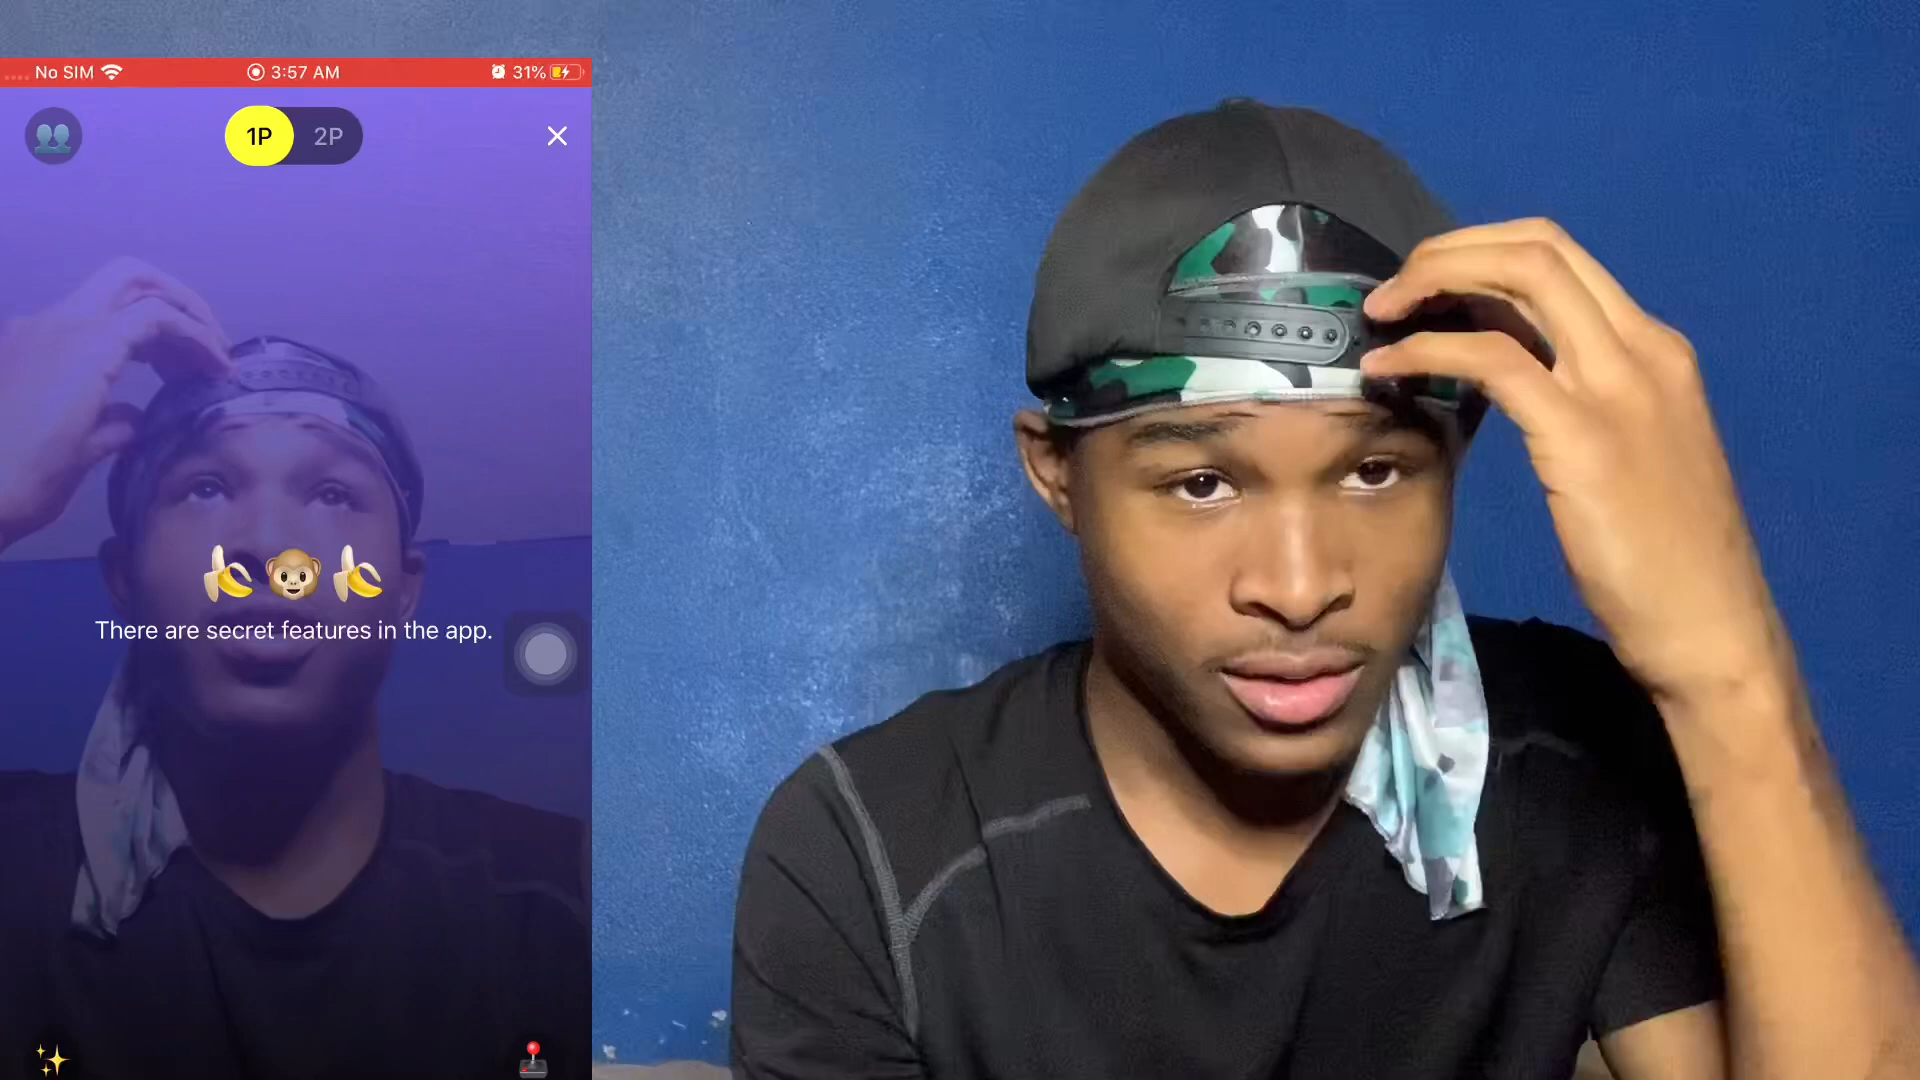 No SIM 3:57 AM 31%
1P 2P
There are secret features in the app.